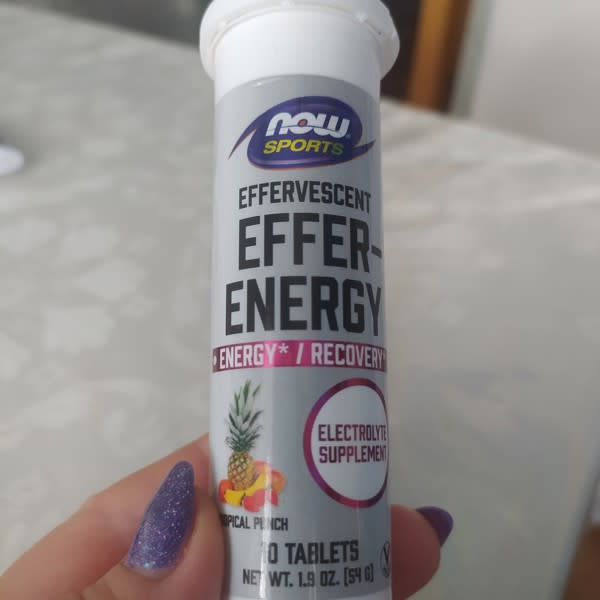 now
SPORTS
EFFERVESCENT
EFFER-
ENERGY
• ENERGY* / RECOVERY*
ELECTROLYTE
SUPPLEMENT
PUNCH
TABLETS
NET WT. 1.9 OZ. (54 G)
V